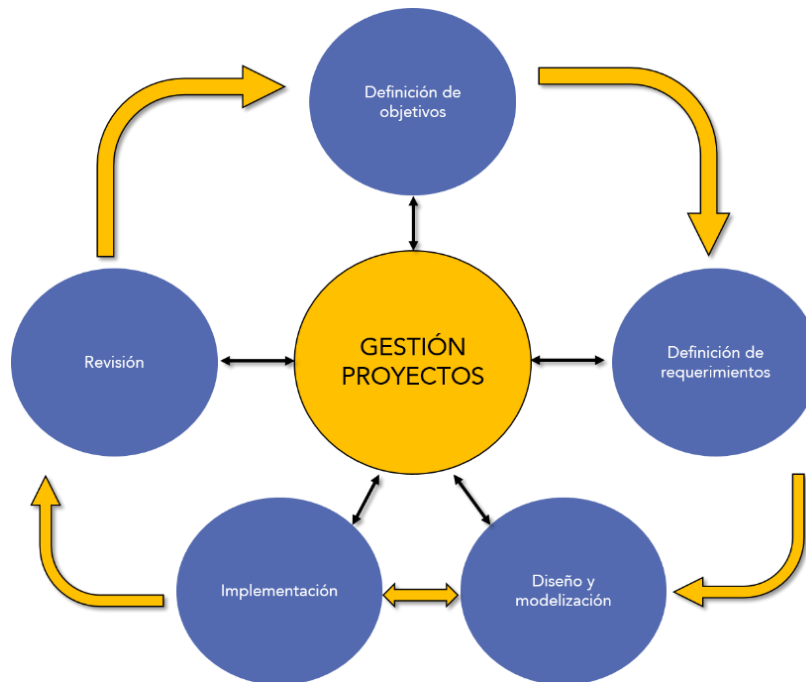 Definición de
objetivos
GESTIÓN
PROYECTOS
Revisión
Definición de
requerimientos
Implementación
Diseño y
modelización